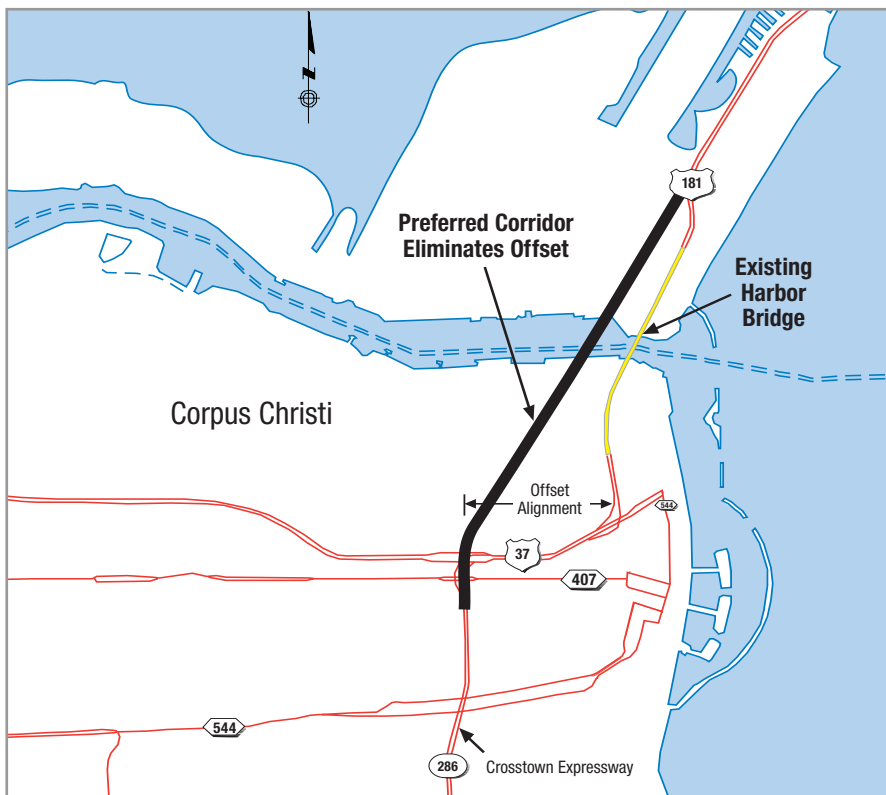 N
181
Preferred Corridor
Eliminates Offset
Existing
Harbor
Bridge
Corpus Christi
Offset
Alignment
544
37
407
544
286
Crosstown Expressway